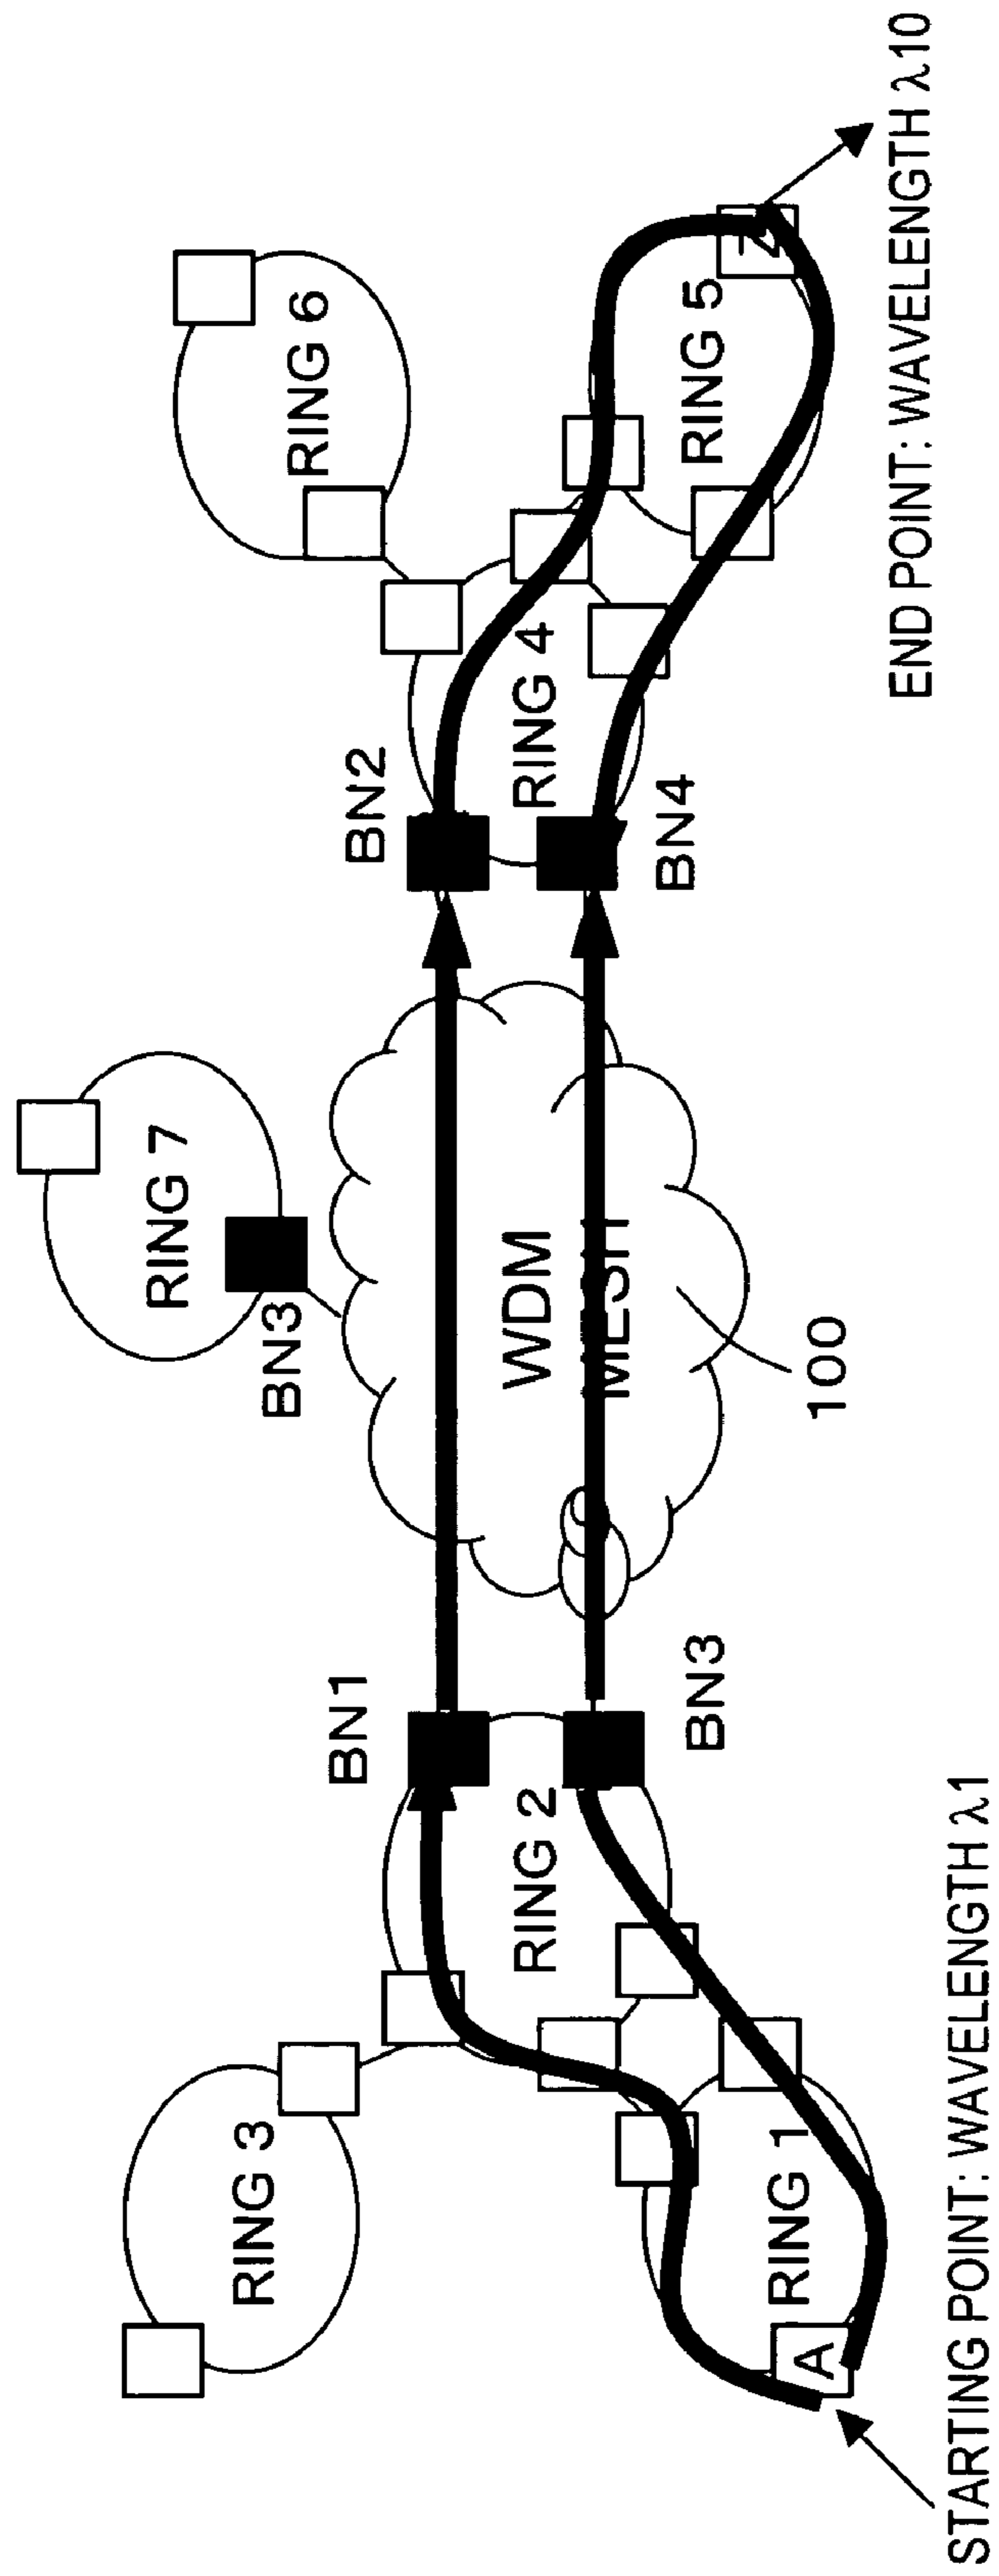 RING 7
RING 3
BN3
RING 6
BN1
BN2
RING 2
WDM
MESH
RING 4
BN3
BN4
RING 5
Z
RING 1
A
100
END POINT: WAVELENGTH λ10
STARTING POINT: WAVELENGTH λ1